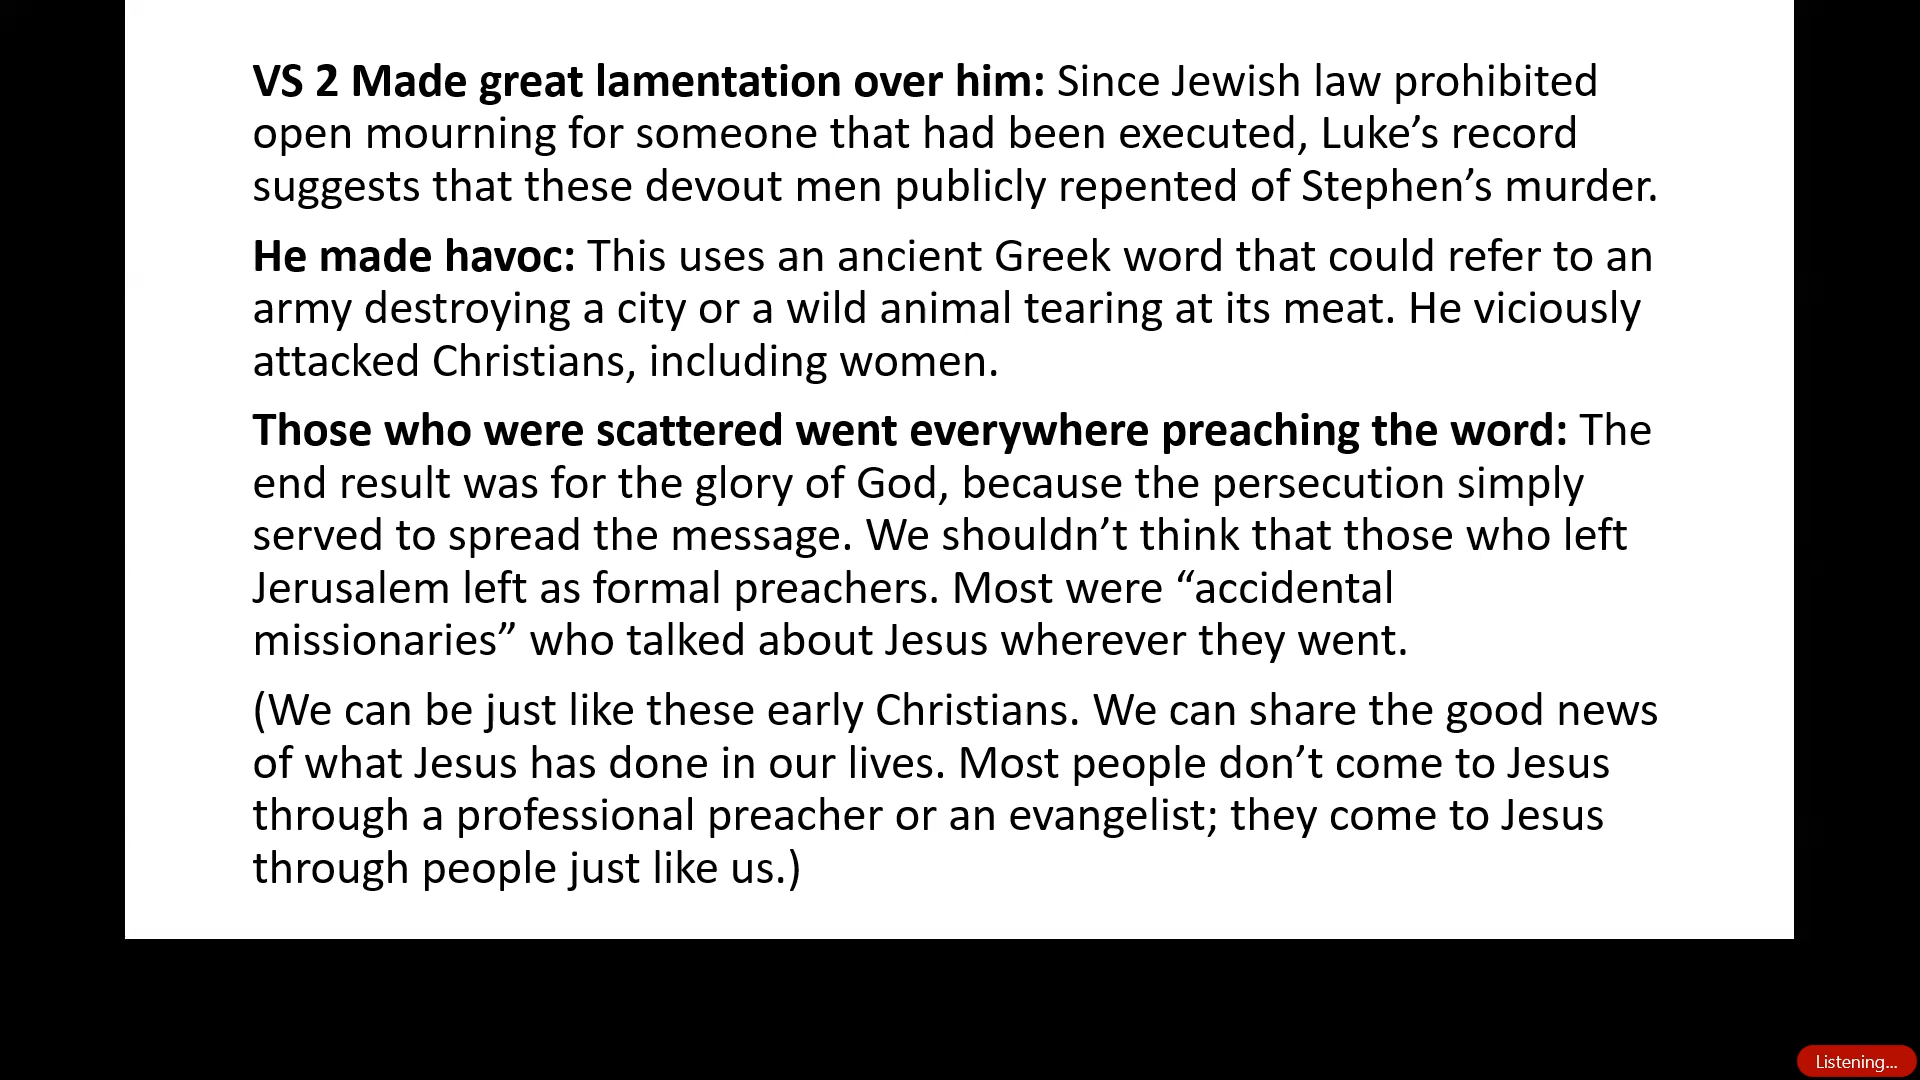 VS 2 Made great lamentation over him: Since Jewish law prohibited
open mourning for someone that had been executed, Luke’s record
suggests that these devout men publicly repented of Stephen’s murder.
He made havoc: This uses an ancient Greek word that could refer to an
army destroying a city or a wild animal tearing at its meat. He viciously
attacked Christians, including women.
Those who were scattered went everywhere preaching the word: The
end result was for the glory of God, because the persecution simply
served to spread the message. We shouldn’t think that those who left
Jerusalem left as formal preachers. Most were “accidental
missionaries” who talked about Jesus wherever they went.
(We can be just like these early Christians. We can share the good news
of what Jesus has done in our lives. Most people don’t come to Jesus
through a professional preacher or an evangelist; they come to Jesus
through people just like us.)
Listening...